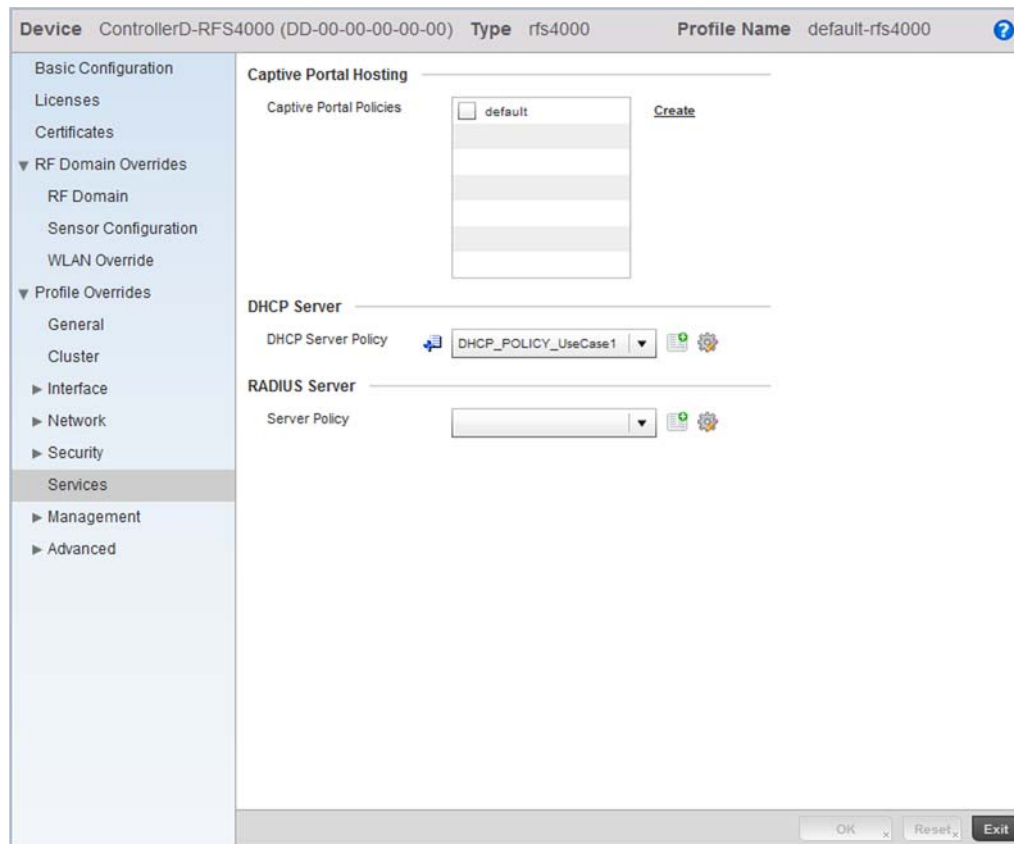 Device ControllerD-RFS4000 (DD-00-00-00-00-00) Type rfs4000 Profile Name default-rfs4000 ?
Basic Configuration
Licenses
Certificates
RF Domain Overrides
RF Domain
Sensor Configuration
WLAN Override
Profile Overrides
General
Cluster
Interface
Network
Security
Services
Management
Advanced
Captive Portal Hosting
Captive Portal Policies
default
Create
DHCP Server
DHCP Server Policy
DHCP_POLICY_UseCase1
RADIUS Server
Server Policy
OK Reset Exit